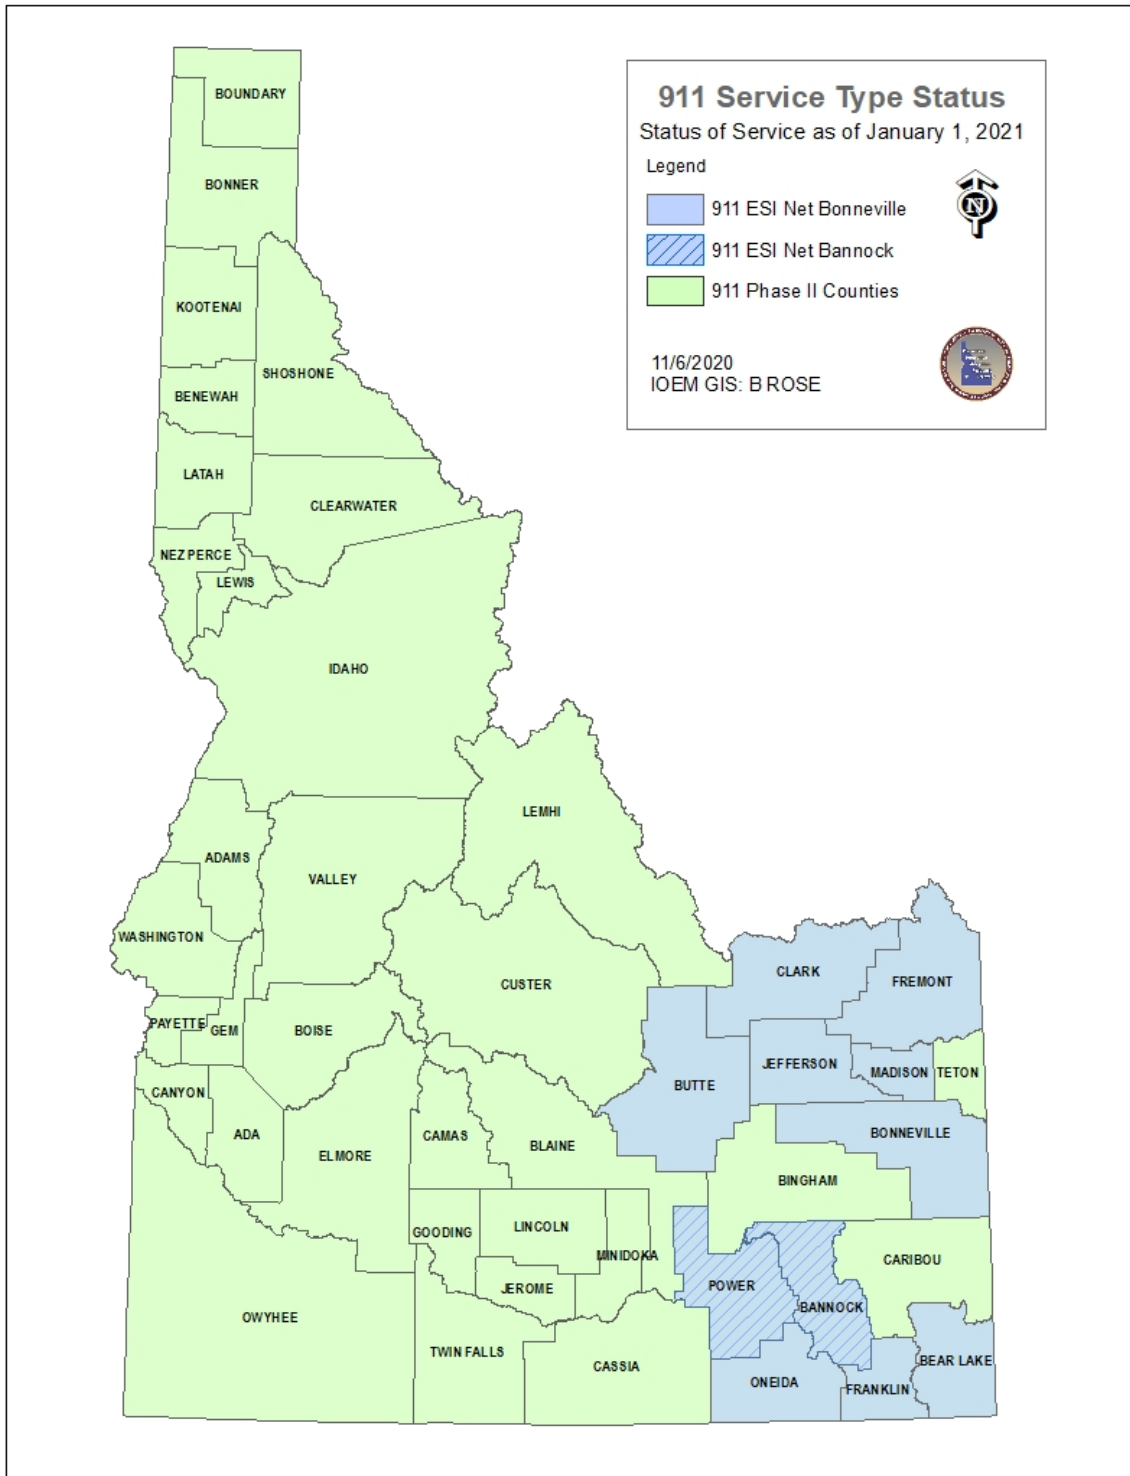 911 Service Type Status
Status of Service as of January 1, 2021
Legend
911 ESI Net Bonneville
911 ESI Net Bannock
911 Phase II Counties
N
11/6/2020
IOEM GIS: B ROSE
BOUNDARY
BONNER
KOOTENAI
SHOSHONE
BENEWAH
LATAH
CLEARWATER
NEZ PERCE
LEWIS
IDAHO
LEMHI
ADAMS
VALLEY
WASHINGTON
CUSTER
CLARK
FREMONT
PAYETTE
GEM
BOISE
BUTTE
JEFFERSON
MADISON
TETON
CANYON
ADA
ELMORE
CAMAS
BLAINE
BONNEVILLE
BINGHAM
GOODING
LINCOLN
MINIDOKA
JEROME
POWER
CARIBOU
BANNOCK
OWYHEE
TWIN FALLS
CASSIA
ONEIDA
FRANKLIN
BEAR LAKE